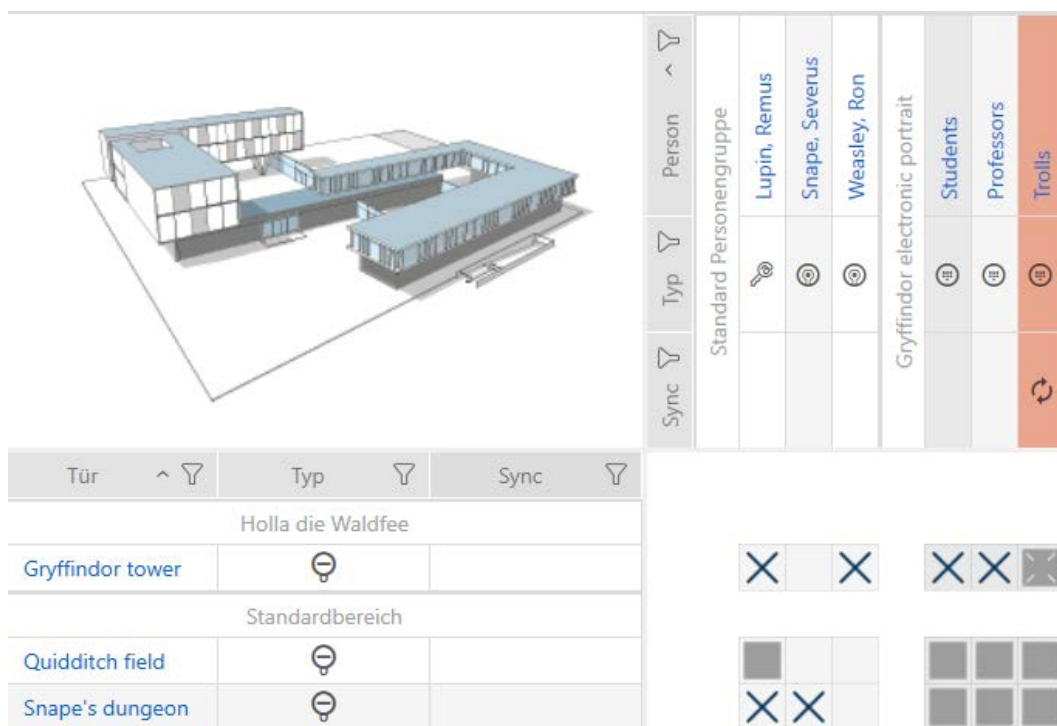 Person
Typ
Sync
Standard Personengruppe
Lupin, Remus
Snape, Severus
Weasley, Ron
Gryffindor electronic portrait
Students
Professors
Trolls
Tür
Typ
Sync
Holla die Waldfee
Gryffindor tower
Standardbereich
Quidditch field
Snape's dungeon